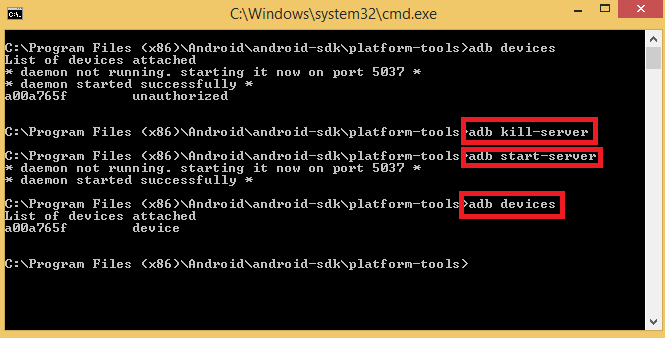 C:\Windows\system32\cmd.exe
C:\Program Files (x86)\Android\android-sdk\platform-tools>adb devices
List of devices attached
* daemon not running. starting it now on port 5037 *
* daemon started successfully *
a00a765f        unauthorized
C:\Program Files (x86)\Android\android-sdk\platform-tools>adb kill-server
C:\Program Files (x86)\Android\android-sdk\platform-tools>adb start-server
* daemon not running. starting it now on port 5037 *
* daemon started successfully *
C:\Program Files (x86)\Android\android-sdk\platform-tools>adb devices
List of devices attached
a00a765f        device
C:\Program Files (x86)\Android\android-sdk\platform-tools>